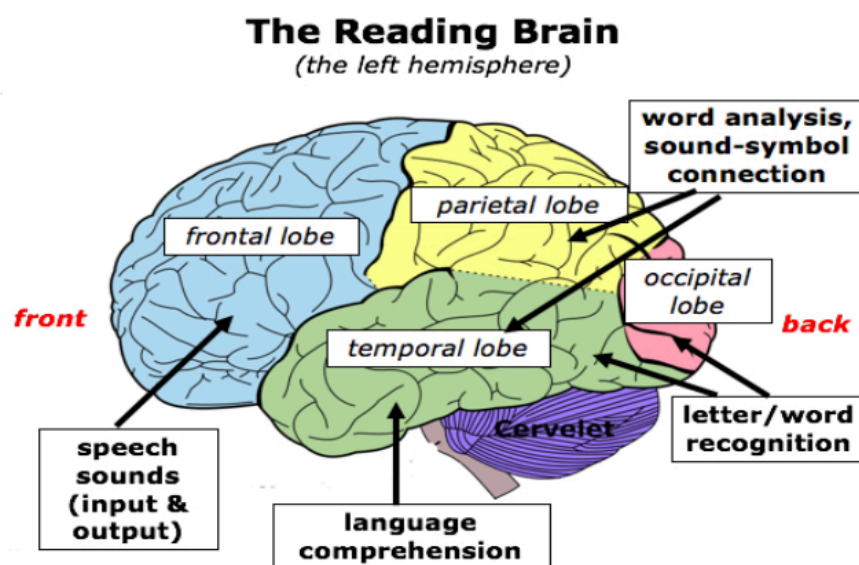 The Reading Brain
(the left hemisphere)
word analysis,
sound-symbol
connection
parietal lobe
frontal lobe
occipital
lobe
front
back
temporal lobe
letter/word
recognition
Cervelet
speech
sounds
(input &
output)
language
comprehension